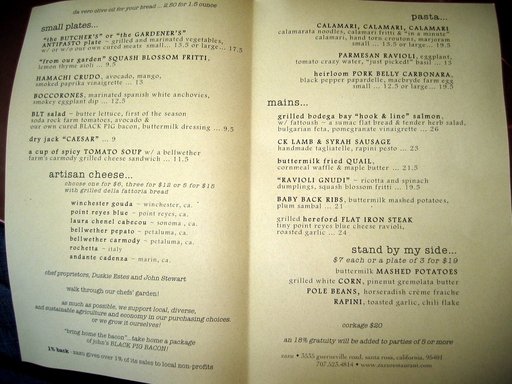 da vero olive oil for your bread ... 2.50 for 1.5 ounce
small plates...
"the BUTCHER'S" or "the GARDENER'S"
ANTIPASTO plate ~ grilled and marinated vegetables,
w/ or w/o our own cured meats small... 13.5 or large... 17.5
"from our garden" SQUASH BLOSSOM FRITTI,
lemon thyme aioli ... 9.5
HAMACHI CRUDO, avocado, mango,
smoked paprika vinaigrette ... 13
BOCCORONES, marinated spanish white anchovies,
smokey eggplant dip ... 12.5
BLT salad ~ butter lettuce, first of the season
soda rock farm tomatoes, avocado &
our own cured BLACK PIG bacon, buttermilk dressing ... 9.5
dry jack "CAESAR" ... 9
a cup of spicy TOMATO SOUP w/ a bellwether
farm's carmody grilled cheese sandwich ... 11.5
artisan cheese...
choose one for $6, three for $12 or 5 for $15
with grilled della fattoria bread
winchester gouda ~ winchester, ca.
point reyes blue ~ point reyes, ca.
laura chenel cabecou ~ sonoma, ca.
bellwether pepato ~ petaluma, ca.
bellwether carmody ~ petaluma, ca.
rochetta ~ italy
andante cadenza ~ marin, ca.
chef proprietors, Duskie Estes and John Stewart
walk through our chefs' garden!
as much as possible, we support local, diverse,
and sustainable agriculture and economy in our purchasing choices.
or we grow it ourselves!
"bring home the bacon"...take home a package
of john's BLACK PIG BACON!
1% back ~ zazu gives over 1% of its sales to local non-profits
pasta...
CALAMARI, CALAMARI, CALAMARI
calamarata noodles, calamari fritti & "in a minute"
calamari, hand torn croutons, marjoram
small ... 13.5 or large... 19.5
PARMESAN RAVIOLI, eggplant,
tomato crazy water, "just picked" basil ... 15
heirloom PORK BELLY CARBONARA,
black pepper pappardelle, macbryde farm egg
small ... 12.5 or large... 19.5
mains...
grilled bodega bay "hook & line" salmon,
w/ fattoush ~ a sumac flat bread & tender herb salad,
bulgarian feta, pomegranate vinaigrette ... 26
CK LAMB & SYRAH SAUSAGE
handmade tagliatelle, rapini pesto ... 23
buttermilk fried QUAIL,
cornmeal waffle & maple butter ... 21.5
"RAVIOLI GNUDI" ~ ricotta and spinach
dumplings, squash blossom fritti ... 19.5
BABY BACK RIBS, buttermilk mashed potatoes,
plum sambal ... 21
grilled hereford FLAT IRON STEAK
tiny point reyes blue cheese ravioli,
roasted garlic ... 24
stand by my side...
$7 each or a plate of 3 for $19
buttermilk MASHED POTATOES
grilled white CORN, pinenut gremolata butter
POLE BEANS, horseradish crème fraiche
RAPINI, toasted garlic, chili flake
corkage $20
an 18% gratuity will be added to parties of 8 or more
zazu • 3535 guerneville road, santa rosa, california, 95401
707.523.4814 • www.zazurestaurant.com